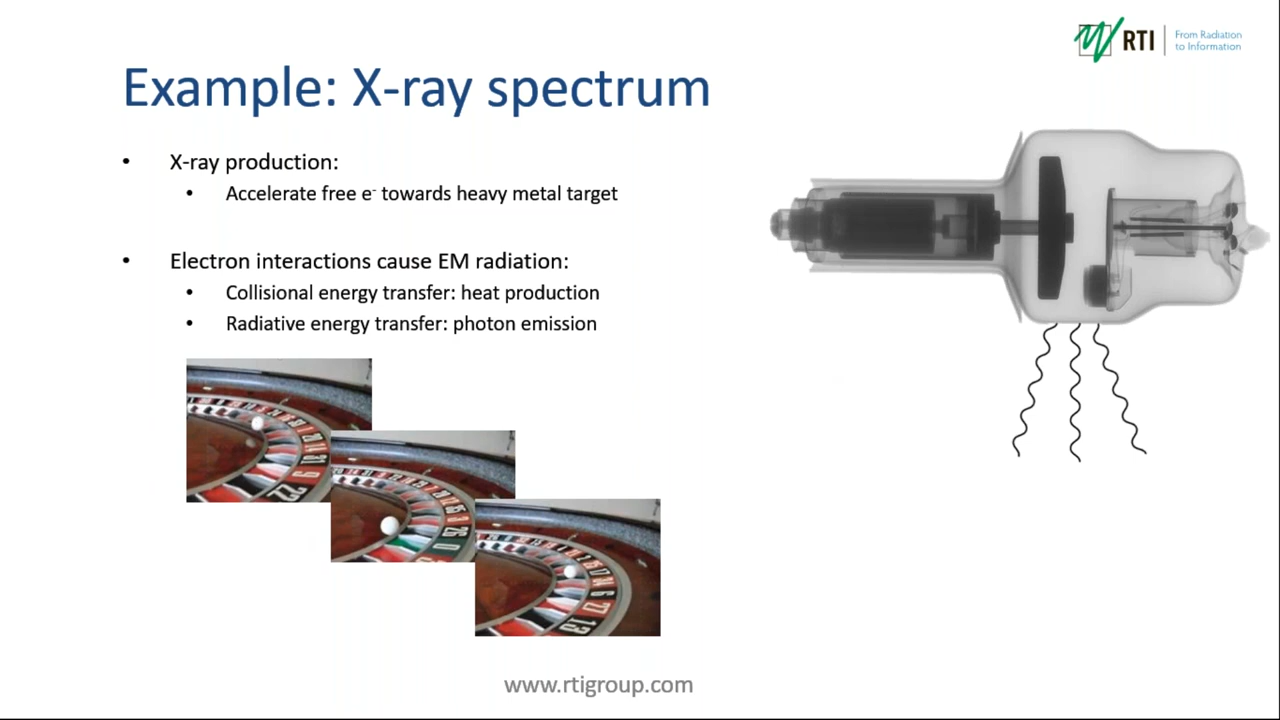 RTI
From Radiation
to Information
Example: X-ray spectrum
• X-ray production:
• Accelerate free e- towards heavy metal target
• Electron interactions cause EM radiation:
• Collisional energy transfer: heat production
• Radiative energy transfer: photon emission
www.rtigroup.com